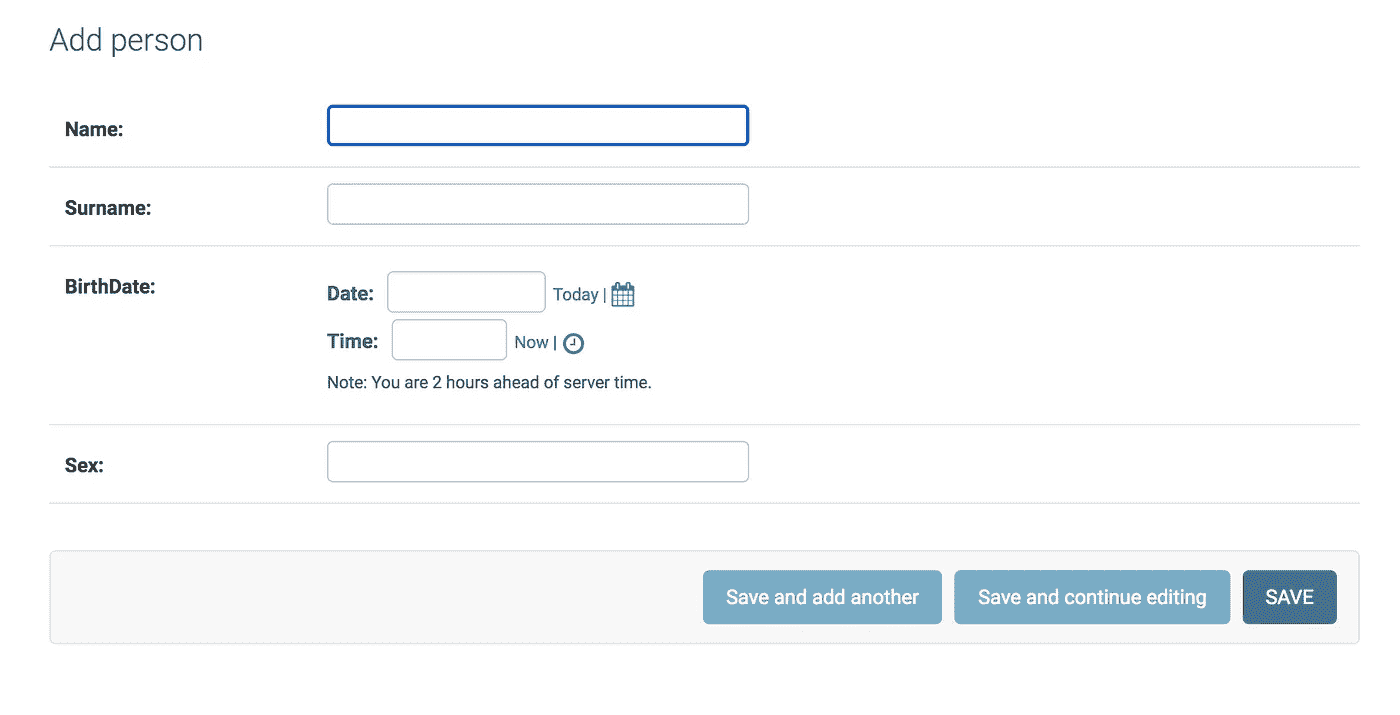 Add person
Name:
Surname:
BirthDate:
Date: Today |
Time: Now |
Note: You are 2 hours ahead of server time.
Sex:
Save and add another Save and continue editing SAVE